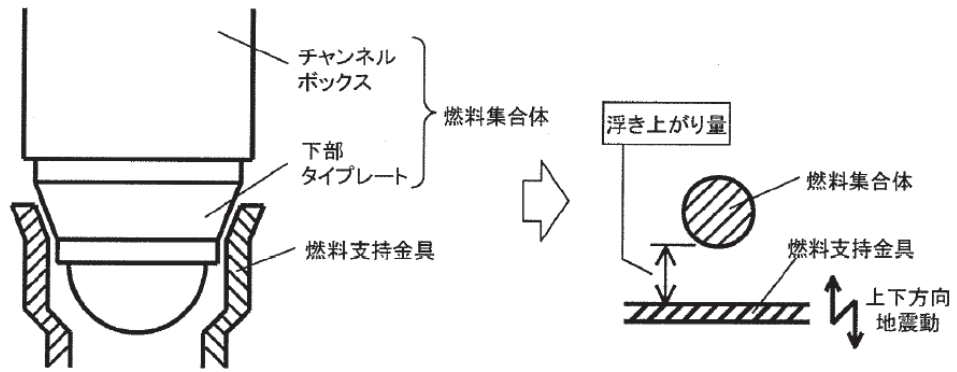 チャンネル
ボックス
燃料集合体
下部
タイプレート
燃料支持金具
浮き上がり量
燃料集合体
燃料支持金具
上下方向
地震動